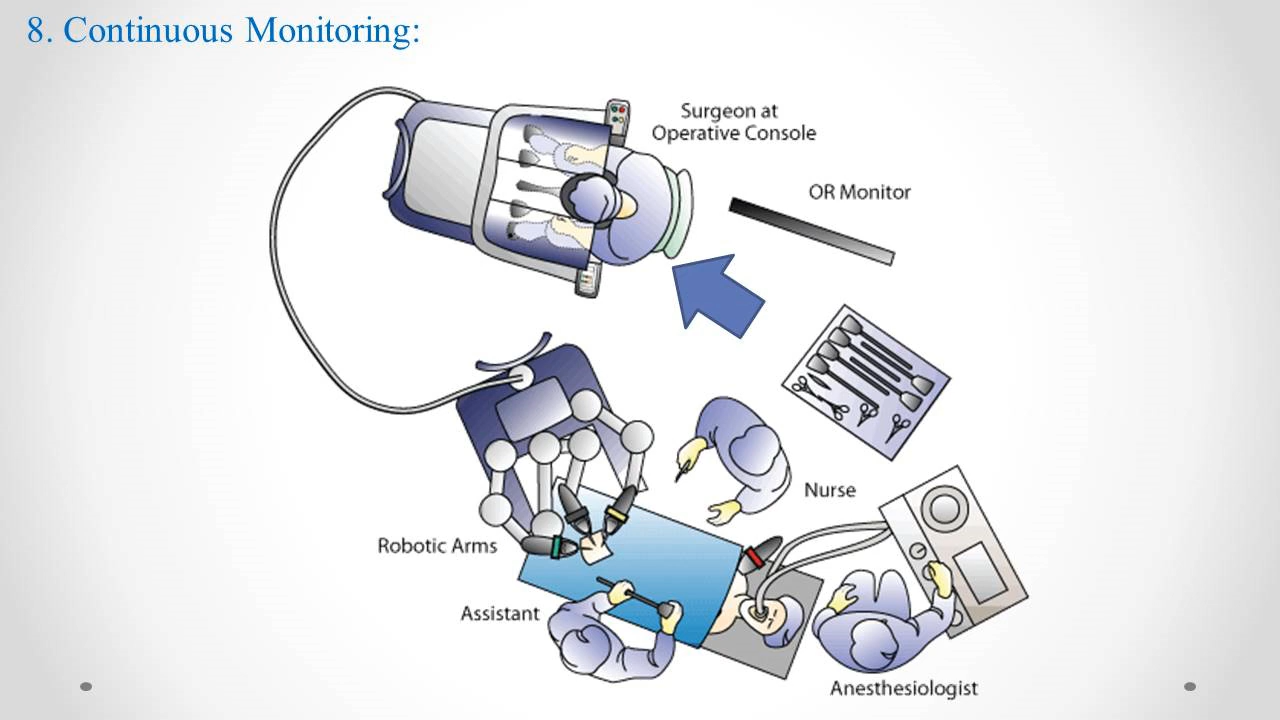 8. Continuous Monitoring:
Surgeon at
Operative Console
OR Monitor
Nurse
Robotic Arms
Assistant
Anesthesiologist